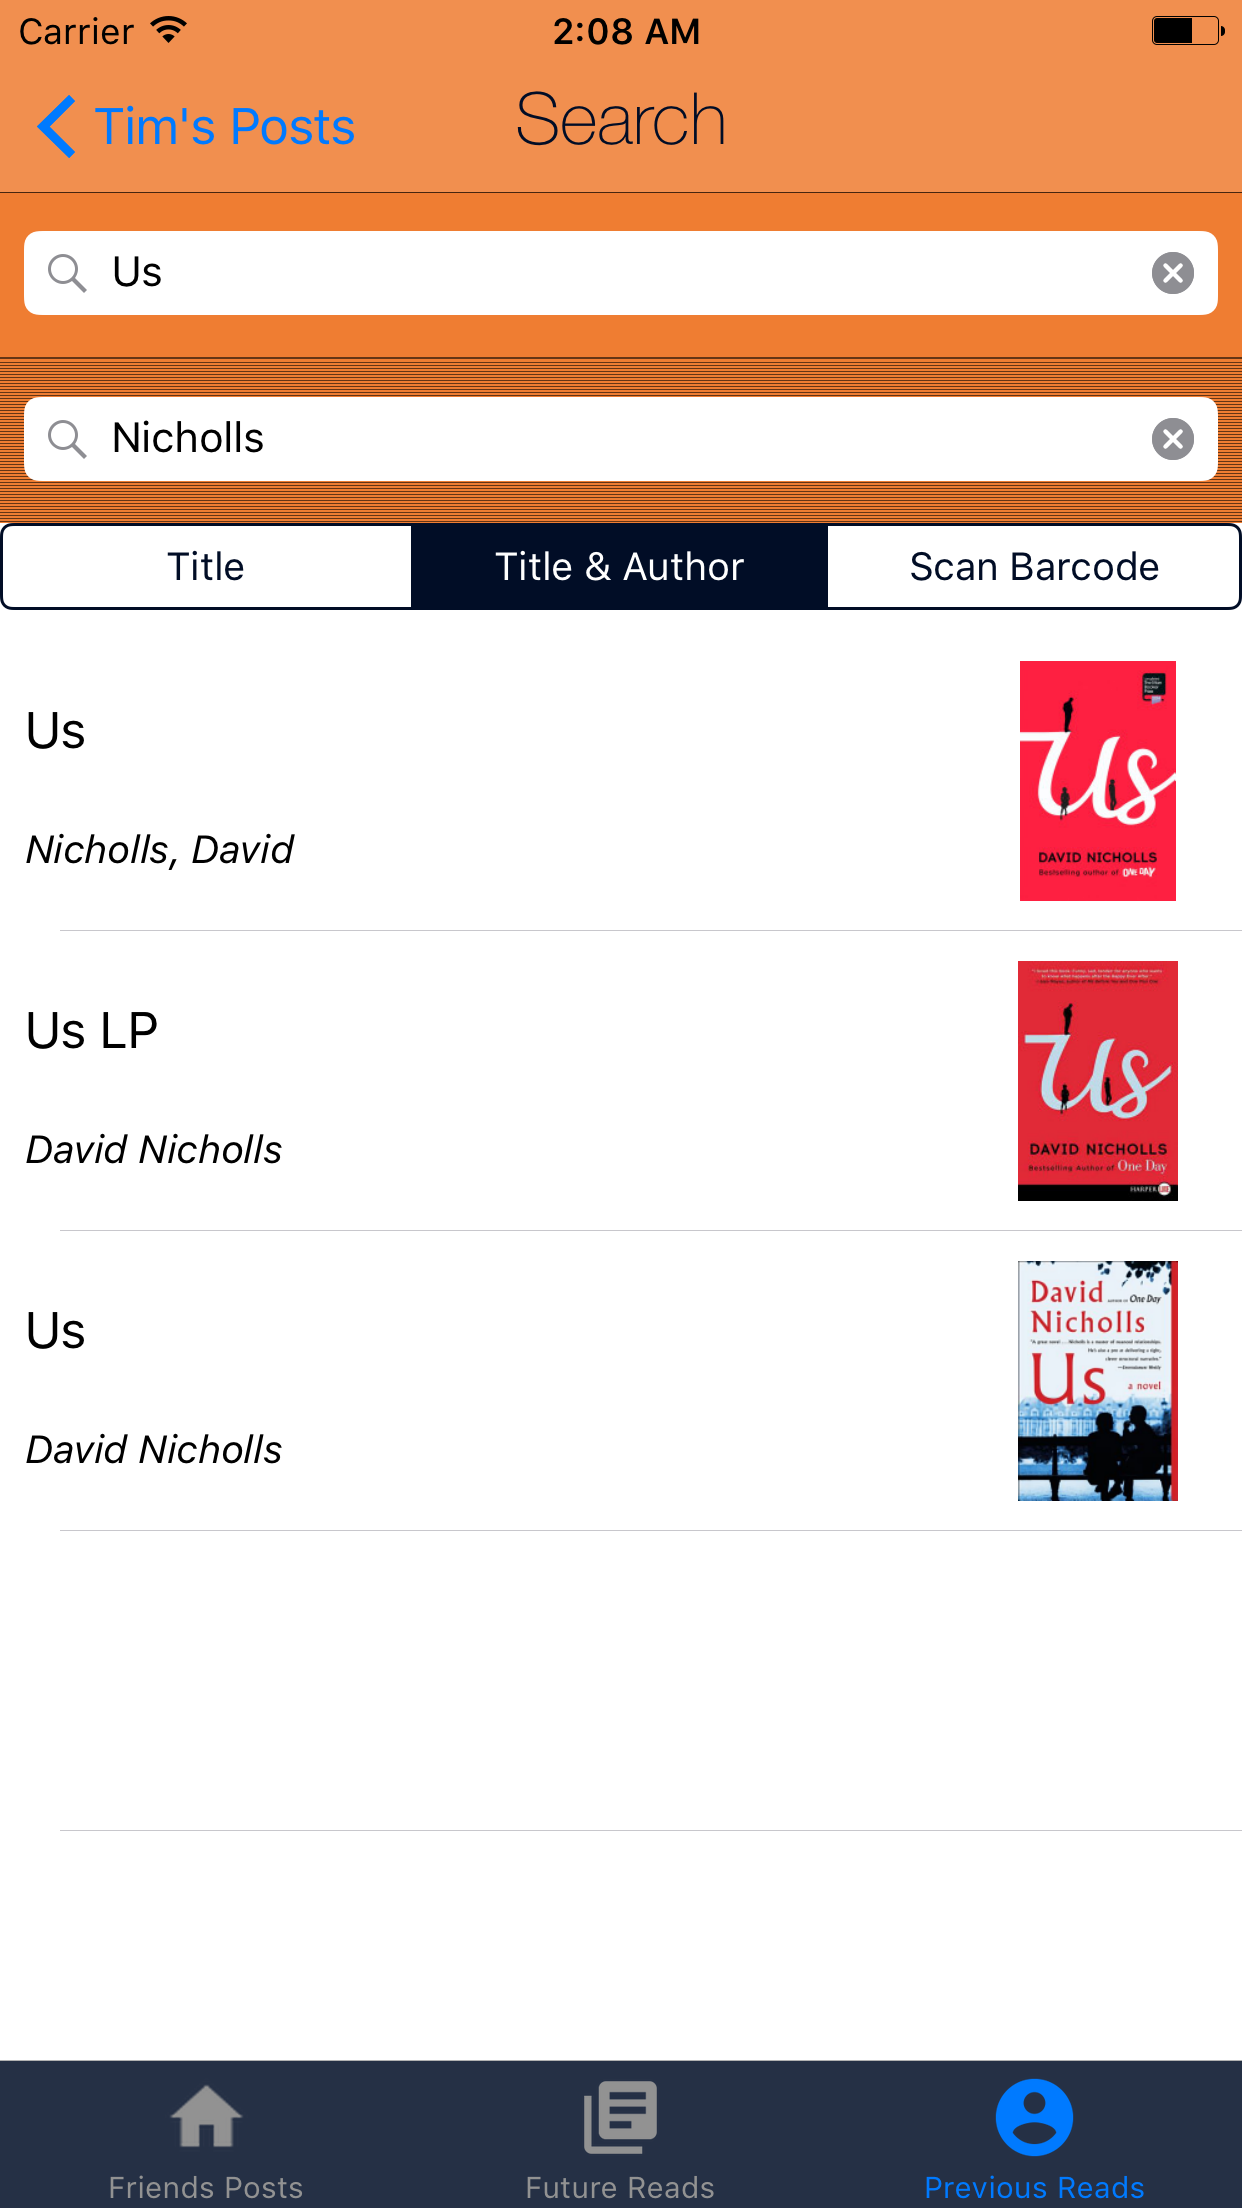 Carrier 2:08 AM
Tim's Posts Search
Us
Nicholls
Title Title & Author Scan Barcode
Us
Nicholls, David
Us
DAVID NICHOLLS
Bestselling author of ONE DAY
Us LP
David Nicholls
Us
DAVID NICHOLLS
Bestselling Author of One Day
HARPER
Us
David Nicholls
David
One Day
Nicholls
Us
a novel
Friends Posts Future Reads Previous Reads